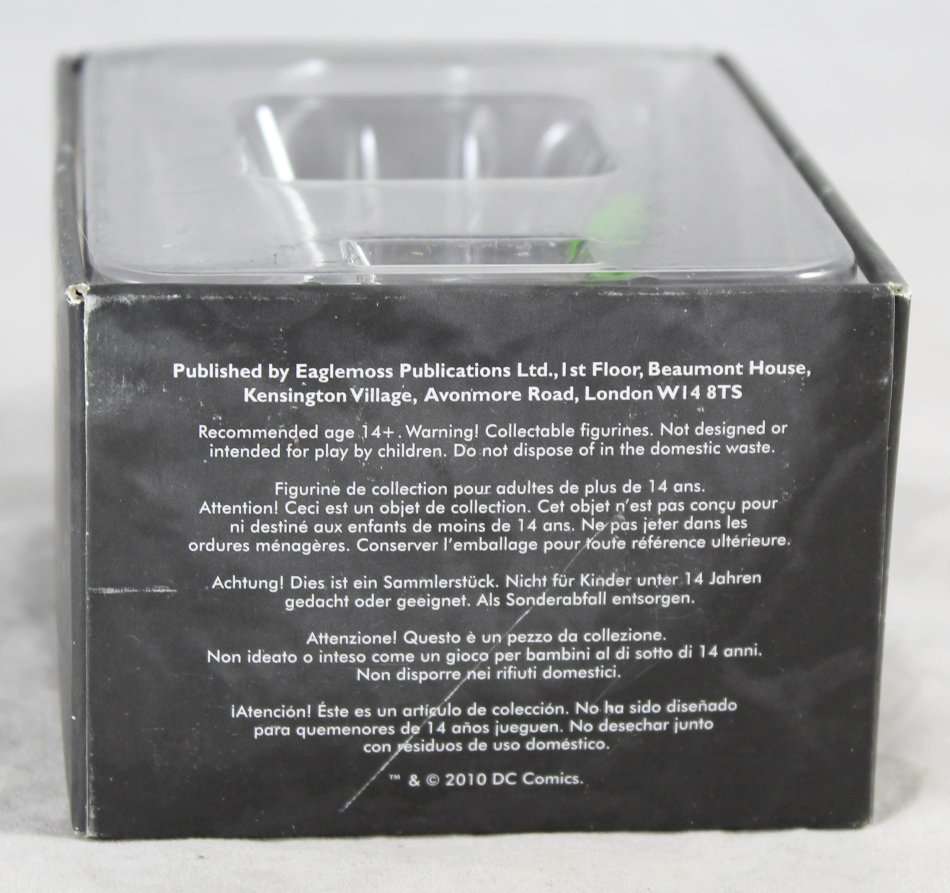 Published by Eaglemoss Publications Ltd., 1st Floor, Beaumont House,
Kensington Village, Avonmore Road, London W14 8TS
Recommended age 14+. Warning! Collectable figurines. Not designed or
intended for play by children. Do not dispose of in the domestic waste.
Figurine de collection pour adultes de plus de 14 ans.
Attention! Ceci est un objet de collection. Cet objet n'est pas conçu pour
ni destiné aux enfants de moins de 14 ans. Ne pas jeter dans les
ordures ménagères. Conserver l'emballage pour toute référence ultérieure.
Achtung! Dies ist ein Sammlerstück. Nicht für Kinder unter 14 Jahren
gedacht oder geeignet. Als Sonderabfall entsorgen.
Attenzione! Questo è un pezzo da collezione.
Non ideato o inteso come un gioco per bambini al di sotto di 14 anni.
Non disporre nei rifiuti domestici.
¡Atención! Éste es un artículo de colección. No ha sido diseñado
para quemenores de 14 años jueguen. No desechar junto
con residuos de uso doméstico.
™ & © 2010 DC Comics.